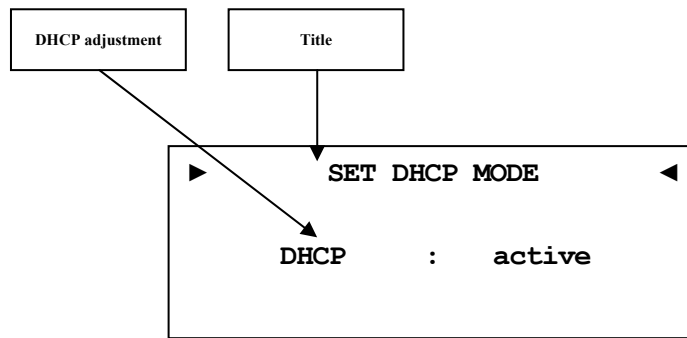 DHCP adjustment
Title
► SET DHCP MODE ◄
DHCP : active